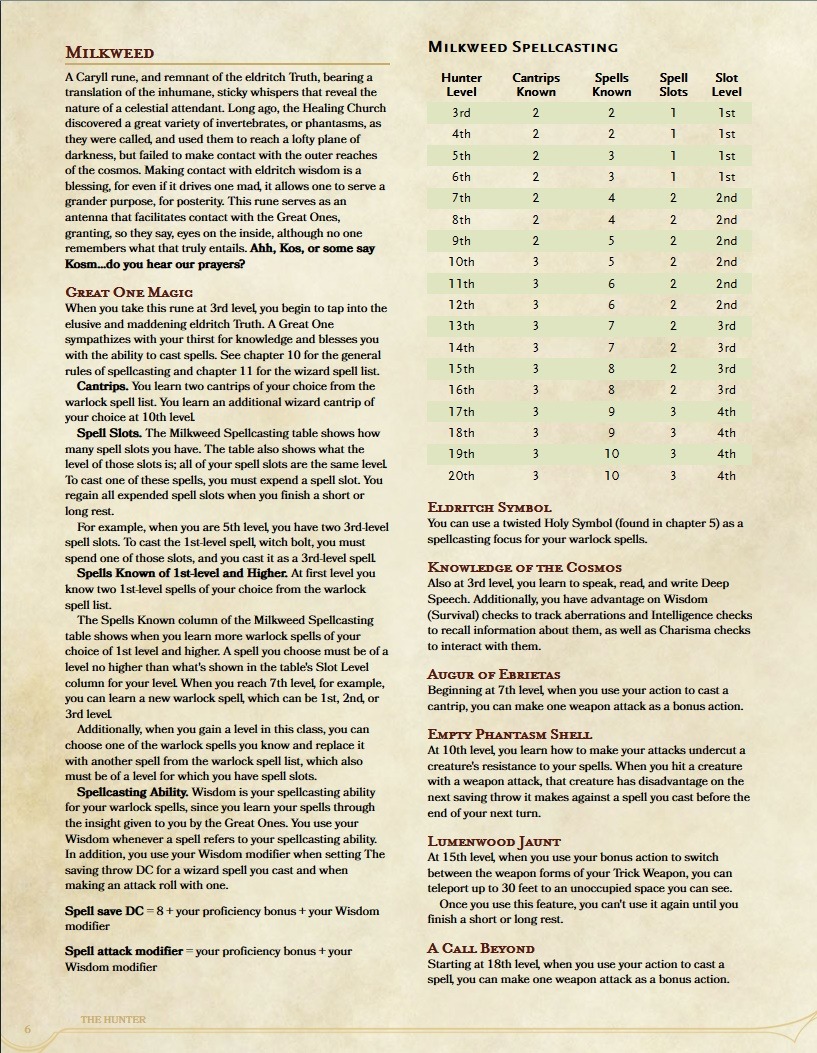 MILKWEED
A Caryll rune, and remnant of the eldritch Truth, bearing a
translation of the inhumane, sticky whispers that reveal the
nature of a celestial attendant. Long ago, the Healing Church
discovered a great variety of invertebrates, or phantasms, as
they were called, and used them to reach a lofty plane of
darkness, but failed to make contact with the outer reaches
of the cosmos. Making contact with eldritch wisdom is a
blessing, for even if it drives one mad, it allows one to serve a
grander purpose, for posterity. This rune serves as an
antenna that facilitates contact with the Great Ones,
granting, so they say, eyes on the inside, although no one
remembers what that truly entails. Ahh, Kos, or some say
Kosm...do you hear our prayers?
GREAT ONE MAGIC
When you take this rune at 3rd level, you begin to tap into the
elusive and maddening eldritch Truth. A Great One
sympathizes with your thirst for knowledge and blesses you
with the ability to cast spells. See chapter 10 for the general
rules of spellcasting and chapter 11 for the wizard spell list.
Cantrips. You learn two cantrips of your choice from the
warlock spell list. You learn an additional wizard cantrip of
your choice at 10th level.
Spell Slots. The Milkweed Spellcasting table shows how
many spell slots you have. The table also shows what the
level of those slots is; all of your spell slots are the same level.
To cast one of these spells, you must expend a spell slot. You
regain all expended spell slots when you finish a short or
long rest.
For example, when you are 5th level, you have two 3rd-level
spell slots. To cast the 1st-level spell, witch bolt, you must
spend one of those slots, and you cast it as a 3rd-level spell.
Spells Known of 1st-level and Higher. At first level you
know two 1st-level spells of your choice from the warlock
spell list.
The Spells Known column of the Milkweed Spellcasting
table shows when you learn more warlock spells of your
choice of 1st level and higher. A spell you choose must be of a
level no higher than what's shown in the table's Slot Level
column for your level. When you reach 7th level, for example,
you can learn a new warlock spell, which can be 1st, 2nd, or
3rd level.
Additionally, when you gain a level in this class, you can
choose one of the warlock spells you know and replace it
with another spell from the warlock spell list, which also
must be of a level for which you have spell slots.
Spellcasting Ability. Wisdom is your spellcasting ability
for your warlock spells, since you learn your spells through
the insight given to you by the Great Ones. You use your
Wisdom whenever a spell refers to your spellcasting ability.
In addition, you use your Wisdom modifier when setting The
saving throw DC for a wizard spell you cast and when
making an attack roll with one.
Spell save DC = 8 + your proficiency bonus + your Wisdom
modifier
Spell attack modifier = your proficiency bonus + your
Wisdom modifier
MILKWEED SPELLCASTING
Hunter Level Cantrips Known Spells Known Spell Slots Slot Level
3rd 2 2 1 1st
4th 2 2 1 1st
5th 2 3 1 1st
6th 2 3 1 1st
7th 2 4 2 2nd
8th 2 4 2 2nd
9th 2 5 2 2nd
10th 3 5 2 2nd
11th 3 6 2 2nd
12th 3 6 2 2nd
13th 3 7 2 3rd
14th 3 7 2 3rd
15th 3 8 2 3rd
16th 3 8 2 3rd
17th 3 9 3 4th
18th 3 9 3 4th
19th 3 10 3 4th
20th 3 10 3 4th
ELDRITCH SYMBOL
You can use a twisted Holy Symbol (found in chapter 5) as a
spellcasting focus for your warlock spells.
KNOWLEDGE OF THE COSMOS
Also at 3rd level, you learn to speak, read, and write Deep
Speech. Additionally, you have advantage on Wisdom
(Survival) checks to track aberrations and Intelligence checks
to recall information about them, as well as Charisma checks
to interact with them.
AUGUR OF EBRIETAS
Beginning at 7th level, when you use your action to cast a
cantrip, you can make one weapon attack as a bonus action.
EMPTY PHANTASM SHELL
At 10th level, you learn how to make your attacks undercut a
creature's resistance to your spells. When you hit a creature
with a weapon attack, that creature has disadvantage on the
next saving throw it makes against a spell you cast before the
end of your next turn.
LUMENWOOD JAUNT
At 15th level, when you use your bonus action to switch
between the weapon forms of your Trick Weapon, you can
teleport up to 30 feet to an unoccupied space you can see.
Once you use this feature, you can't use it again until you
finish a short or long rest.
A CALL BEYOND
Starting at 18th level, when you use your action to cast a
spell, you can make one weapon attack as a bonus action.
6
THE HUNTER